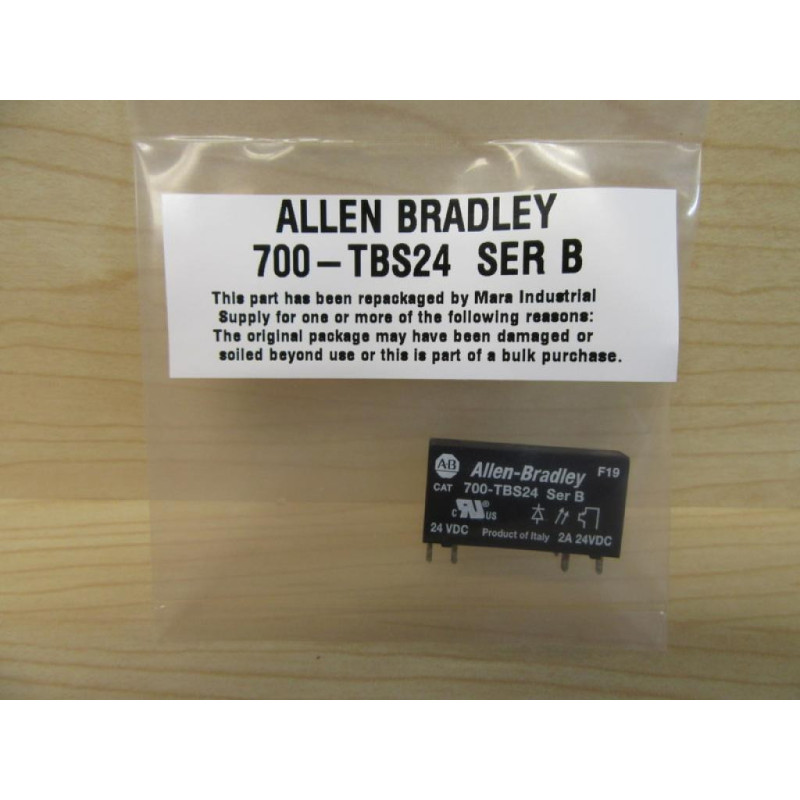 ALLEN BRADLEY
700-TBS24 SER B
This part has been repackaged by Mara Industrial
Supply for one or more of the following reasons:
The original package may have been damaged or
soiled beyond use or this is part of a bulk purchase.
AB Allen-Bradley F19
CAT 700-TBS24 Ser B
c RU ® US
24 VDC Product of Italy 2A 24VDC